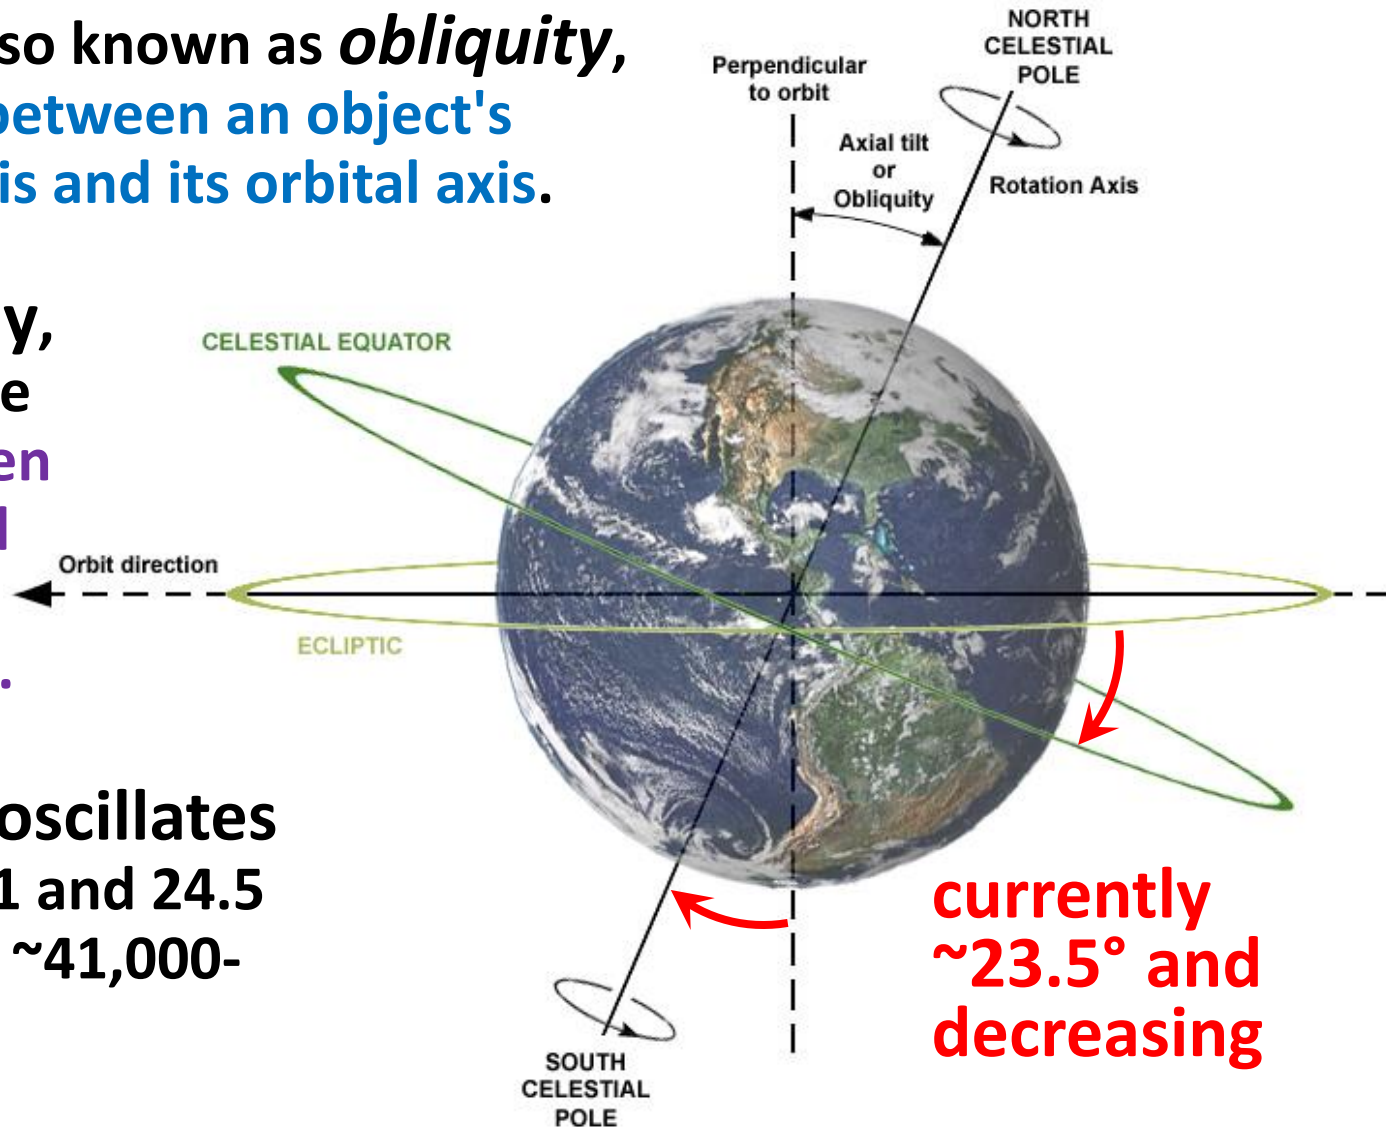 so known as obliquity,
between an object's
is and its orbital axis.
y,
e
en
l
.
oscillates
1 and 24.5
~41,000-
Perpendicular
to orbit
NORTH
CELESTIAL
POLE
Axial tilt
or
Obliquity
Rotation Axis
CELESTIAL EQUATOR
Orbit direction
ECLIPTIC
currently
~23.5° and
decreasing
SOUTH
CELESTIAL
POLE